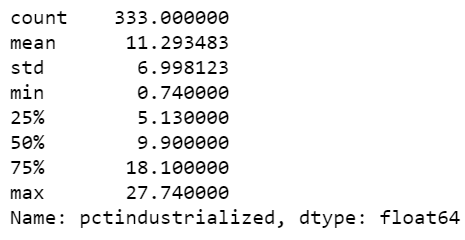 count 333.000000
mean 11.293483
std 6.998123
min 0.740000
25% 5.130000
50% 9.900000
75% 18.100000
max 27.740000
Name: pctindustrialized, dtype: float64